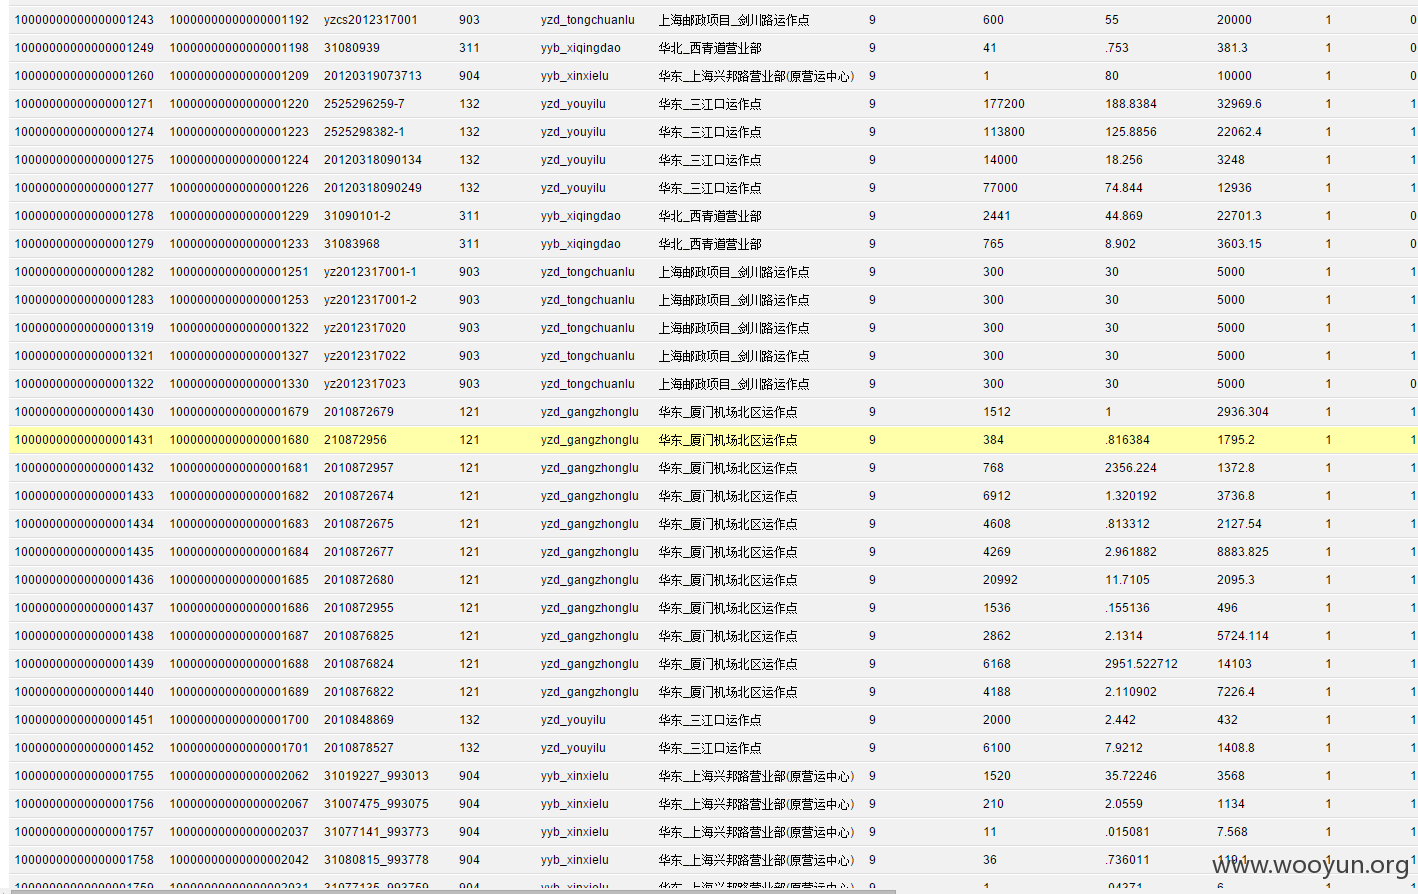 10000000000000001243 10000000000000001192 yzcs2012317001 903 yzd_tongchuanlu 上海邮政项目_剑川路运作点 9 600 55 20000 1 0
10000000000000001249 10000000000000001198 31080939 311 yyb_xiqingdao 华北_西青道营业部 9 41 .753 381.3 1 0
10000000000000001260 10000000000000001209 20120319073713 904 yyb_xinxielu 华东_上海兴邦路营业部(原营运中心) 9 1 80 10000 1 0
10000000000000001271 10000000000000001220 2525296259-7 132 yzd_youyilu 华东_三江口运作点 9 177200 188.8384 32969.6 1 1
10000000000000001274 10000000000000001223 2525298382-1 132 yzd_youyilu 华东_三江口运作点 9 113800 125.8856 22062.4 1 1
10000000000000001275 10000000000000001224 20120318090134 132 yzd_youyilu 华东_三江口运作点 9 14000 18.256 3248 1 1
10000000000000001277 10000000000000001226 20120318090249 132 yzd_youyilu 华东_三江口运作点 9 77000 74.844 12936 1 1
10000000000000001278 10000000000000001229 31090101-2 311 yyb_xiqingdao 华北_西青道营业部 9 2441 44.869 22701.3 1 0
10000000000000001279 10000000000000001233 31083968 311 yyb_xiqingdao 华北_西青道营业部 9 765 8.902 3603.15 1 0
10000000000000001282 10000000000000001251 yz2012317001-1 903 yzd_tongchuanlu 上海邮政项目_剑川路运作点 9 300 30 5000 1 1
10000000000000001283 10000000000000001253 yz2012317001-2 903 yzd_tongchuanlu 上海邮政项目_剑川路运作点 9 300 30 5000 1 1
10000000000000001319 10000000000000001322 yz2012317020 903 yzd_tongchuanlu 上海邮政项目_剑川路运作点 9 300 30 5000 1 1
10000000000000001321 10000000000000001327 yz2012317022 903 yzd_tongchuanlu 上海邮政项目_剑川路运作点 9 300 30 5000 1 1
10000000000000001322 10000000000000001330 yz2012317023 903 yzd_tongchuanlu 上海邮政项目_剑川路运作点 9 300 30 5000 1 0
10000000000000001430 10000000000000001679 2010872679 121 yzd_gangzhonglu 华东_厦门机场北区运作点 9 1512 1 2936.304 1 1
10000000000000001431 10000000000000001680 210872956 121 yzd_gangzhonglu 华东_厦门机场北区运作点 9 384 .816384 1795.2 1 1
10000000000000001432 10000000000000001681 2010872957 121 yzd_gangzhonglu 华东_厦门机场北区运作点 9 768 2356.224 1372.8 1 1
10000000000000001433 10000000000000001682 2010872674 121 yzd_gangzhonglu 华东_厦门机场北区运作点 9 6912 1.320192 3736.8 1 1
10000000000000001434 10000000000000001683 2010872675 121 yzd_gangzhonglu 华东_厦门机场北区运作点 9 4608 .813312 2127.54 1 1
10000000000000001435 10000000000000001684 2010872677 121 yzd_gangzhonglu 华东_厦门机场北区运作点 9 4269 2.961882 8883.825 1 1
10000000000000001436 10000000000000001685 2010872680 121 yzd_gangzhonglu 华东_厦门机场北区运作点 9 20992 11.7105 2095.3 1 1
10000000000000001437 10000000000000001686 2010872955 121 yzd_gangzhonglu 华东_厦门机场北区运作点 9 1536 .155136 496 1 1
10000000000000001438 10000000000000001687 2010876825 121 yzd_gangzhonglu 华东_厦门机场北区运作点 9 2862 2.1314 5724.114 1 1
10000000000000001439 10000000000000001688 2010876824 121 yzd_gangzhonglu 华东_厦门机场北区运作点 9 6168 2951.522712 14103 1 1
10000000000000001440 10000000000000001689 2010876822 121 yzd_gangzhonglu 华东_厦门机场北区运作点 9 4188 2.110902 7226.4 1 1
10000000000000001451 10000000000000001700 2010848869 132 yzd_youyilu 华东_三江口运作点 9 2000 2.442 432 1 1
10000000000000001452 10000000000000001701 2010878527 132 yzd_youyilu 华东_三江口运作点 9 6100 7.9212 1408.8 1 1
10000000000000001755 10000000000000002062 31019227_993013 904 yyb_xinxielu 华东_上海兴邦路营业部(原营运中心) 9 1520 35.72246 3568 1 1
10000000000000001756 10000000000000002067 31007475_993075 904 yyb_xinxielu 华东_上海兴邦路营业部(原营运中心) 9 210 2.0559 1134 1 1
10000000000000001757 10000000000000002037 31077141_993773 904 yyb_xinxielu 华东_上海兴邦路营业部(原营运中心) 9 11 .015081 7.568 1 1
10000000000000001758 10000000000000002042 31080815_993778 904 yyb_xinxielu 华东_上海兴邦路营业部(原营运中心) 9 36 .736011 119.1 1 1
www.wooyun.org
10000000000000001759 10000000000000002031 31077135_993759 904 yyb_xinxielu 华东_上海兴邦路营业部(原营运中心) 9 1 .04371 6 1 1